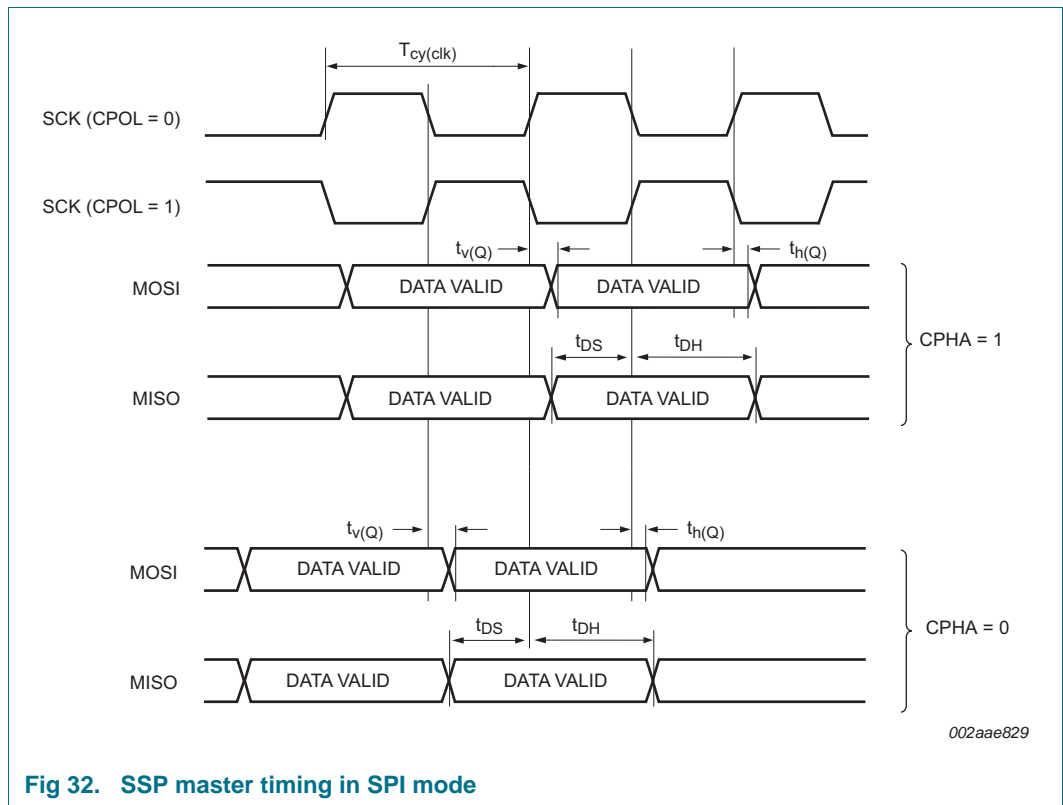 Tcy(clk)
SCK (CPOL = 0)
SCK (CPOL = 1)
tv(Q)
th(Q)
MOSI
DATA VALID
DATA VALID
tDS
tDH
CPHA = 1
MISO
DATA VALID
DATA VALID
tv(Q)
th(Q)
MOSI
DATA VALID
DATA VALID
tDS
tDH
CPHA = 0
MISO
DATA VALID
DATA VALID
002aae829
Fig 32. SSP master timing in SPI mode